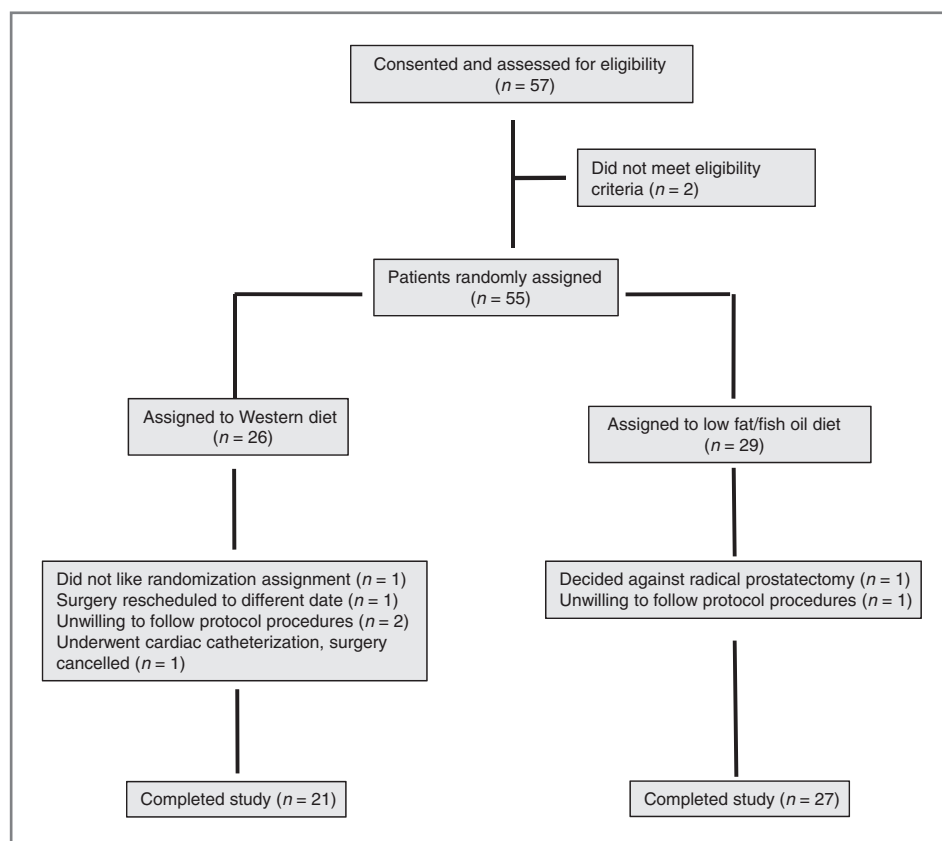 Consented and assessed for eligibility
(n = 57)
Did not meet eligibility
criteria (n = 2)
Patients randomly assigned
(n = 55)
Assigned to Western diet
(n = 26)
Assigned to low fat/fish oil diet
(n = 29)
Did not like randomization assignment (n = 1)
Surgery rescheduled to different date (n = 1)
Unwilling to follow protocol procedures (n = 2)
Underwent cardiac catheterization, surgery
cancelled (n = 1)
Decided against radical prostatectomy (n = 1)
Unwilling to follow protocol procedures (n = 1)
Completed study (n = 21)
Completed study (n = 27)